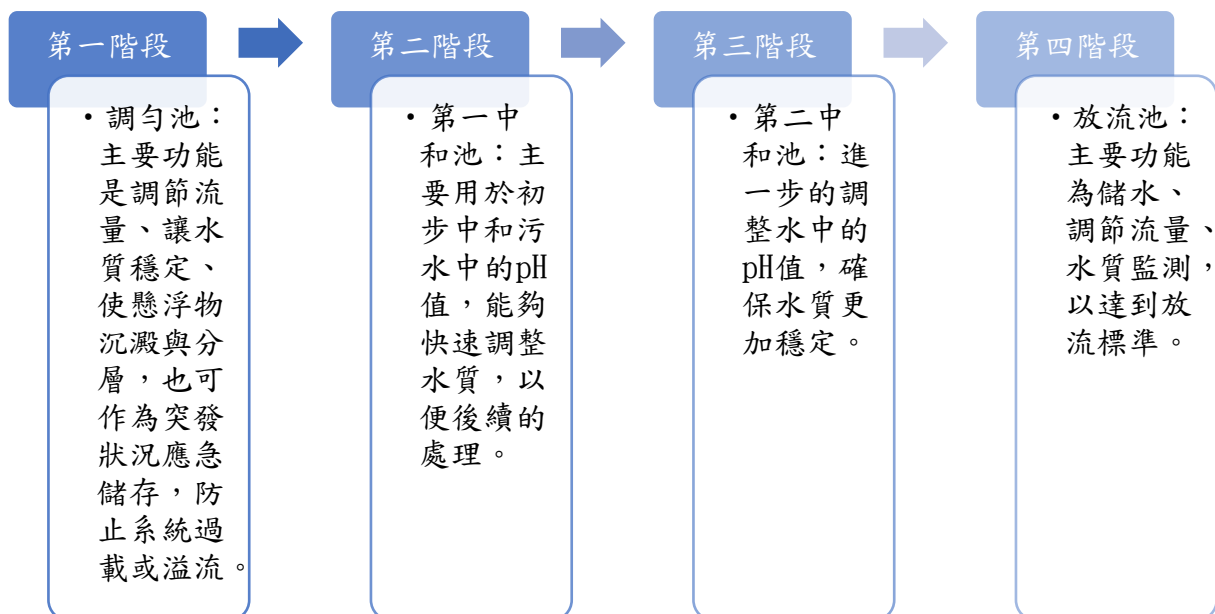 第一階段
• 調勻池：
主要功能
是調節流
量、讓水
質穩定、
使懸浮物
沉澱與分
層，也可
作為突發
狀況應急
儲存，防
止系統過
載或溢流。
第二階段
• 第一中
和池：主
要用於初
步中和污
水中的pH
值，能夠
快速調整
水質，以
便後續的
處理。
第三階段
• 第二中
和池：進
一步的調
整水中的
pH值，確
保水質更
加穩定。
第四階段
• 放流池：
主要功能
為儲水、
調節流量、
水質監測，
以達到放
流標準。